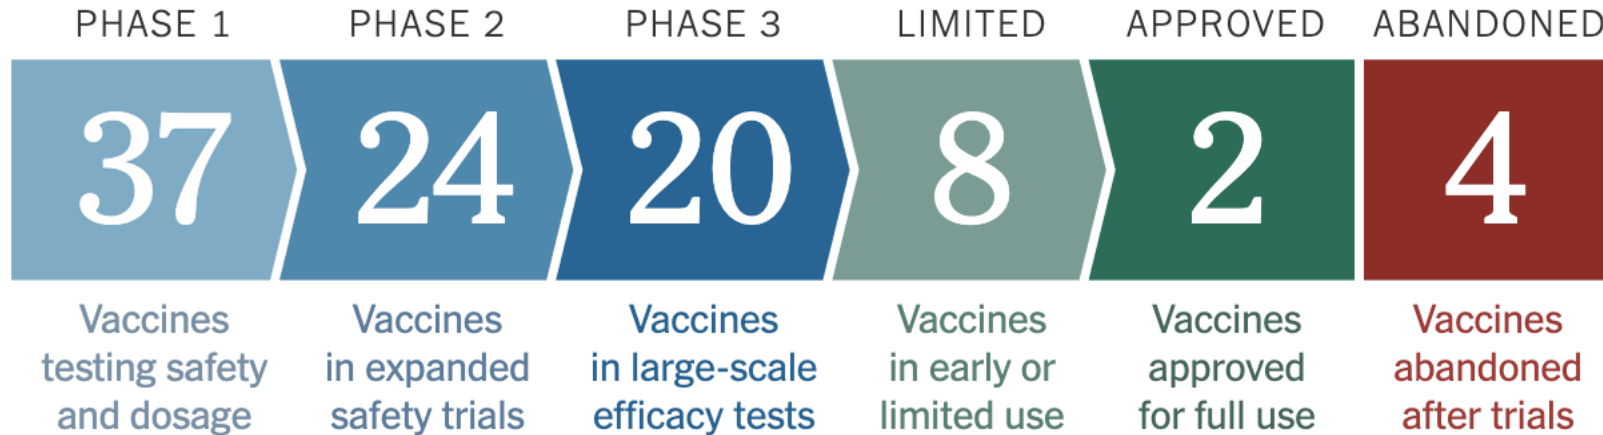 PHASE 1 PHASE 2 PHASE 3 LIMITED APPROVED ABANDONED
37 24 20 8 2 4
Vaccines Vaccines Vaccines Vaccines Vaccines Vaccines
testing safety in expanded in large-scale in early or approved abandoned
and dosage safety trials efficacy tests limited use for full use after trials